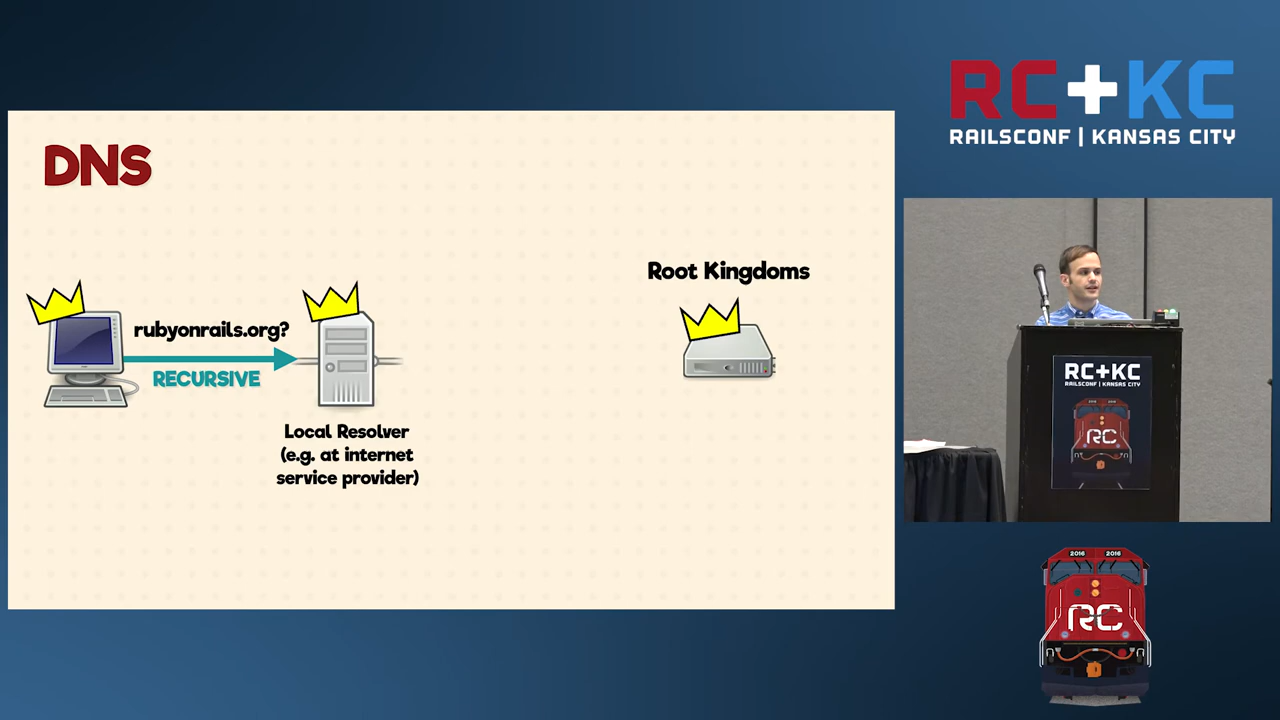 DNS
rubyonrails.org?
RECURSIVE
Local Resolver
(e.g. at internet
service provider)
Root Kingdoms
RC+KC
RAILSCONF | KANSAS CITY
RC+KC
RAILSCONF | KANSAS CITY
RC
2016 2016
RC